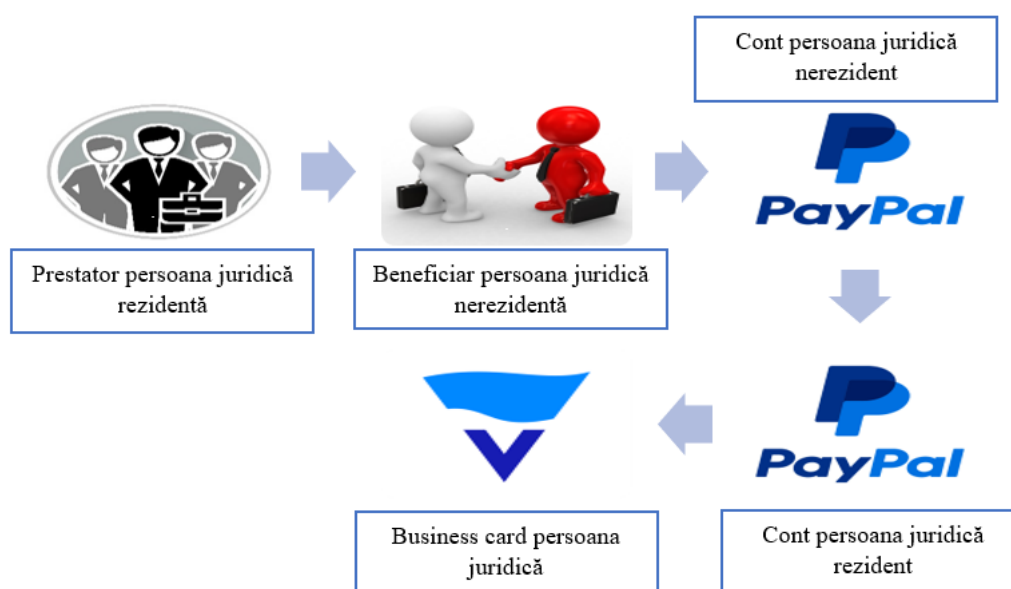 Cont persoana juridică
nerezident
PayPal
Prestator persoana juridică
rezidentă
Beneficiar persoana juridică
nerezidentă
PayPal
Business card persoana
juridică
Cont persoana juridică
rezident